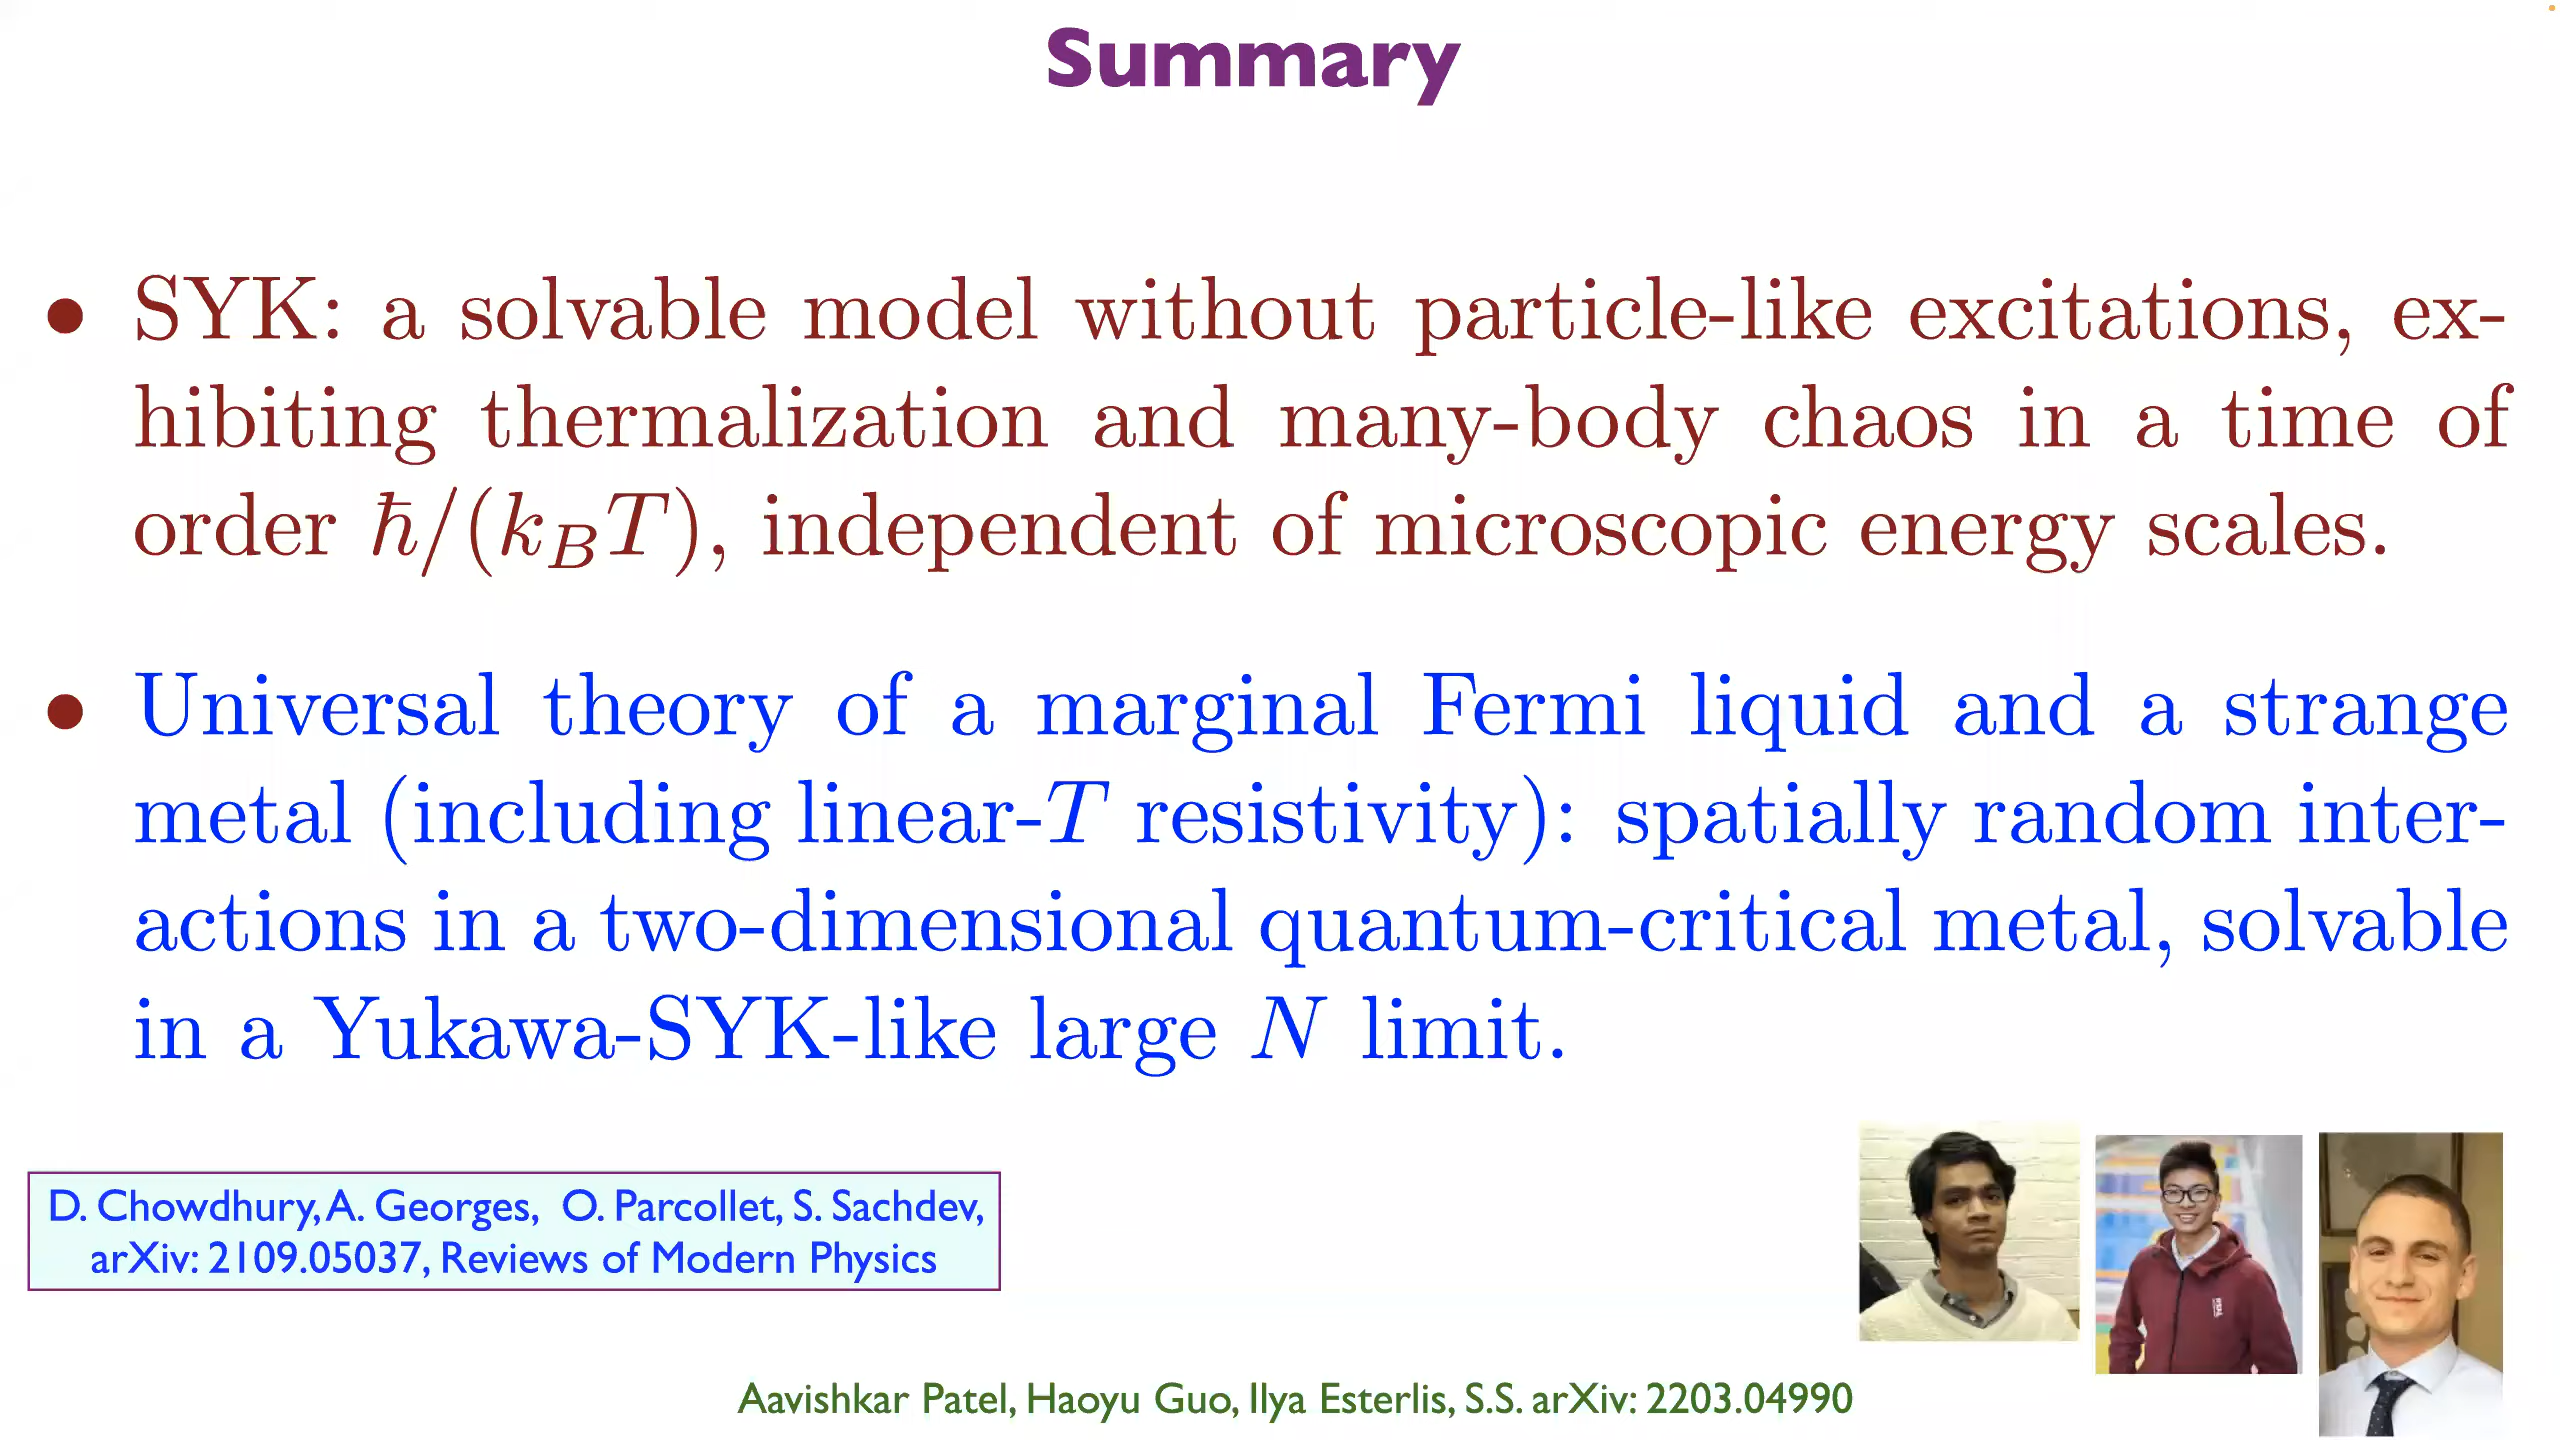 Summary
• SYK: a solvable model without particle-like excitations, ex-
hibiting thermalization and many-body chaos in a time of
order ℏ/(k_BT), independent of microscopic energy scales.
• Universal theory of a marginal Fermi liquid and a strange
metal (including linear-T resistivity): spatially random inter-
actions in a two-dimensional quantum-critical metal, solvable
in a Yukawa-SYK-like large N limit.
D. Chowdhury, A. Georges, O. Parcollet, S. Sachdev,
arXiv: 2109.05037, Reviews of Modern Physics
Aavishkar Patel, Haoyu Guo, Ilya Esterlis, S.S. arXiv: 2203.04990